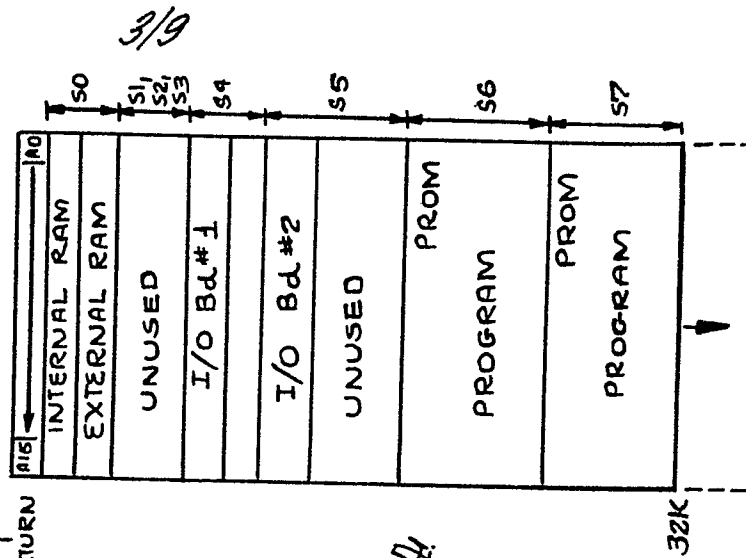 3/9
TURN
A15 A0
INTERNAL RAM
EXTERNAL RAM
S0
UNUSED
S1,
S2,
S3
I/O Bd #1
S4
I/O Bd #2
UNUSED
S5
PROM
PROGRAM
S6
PROM
PROGRAM
S7
32K